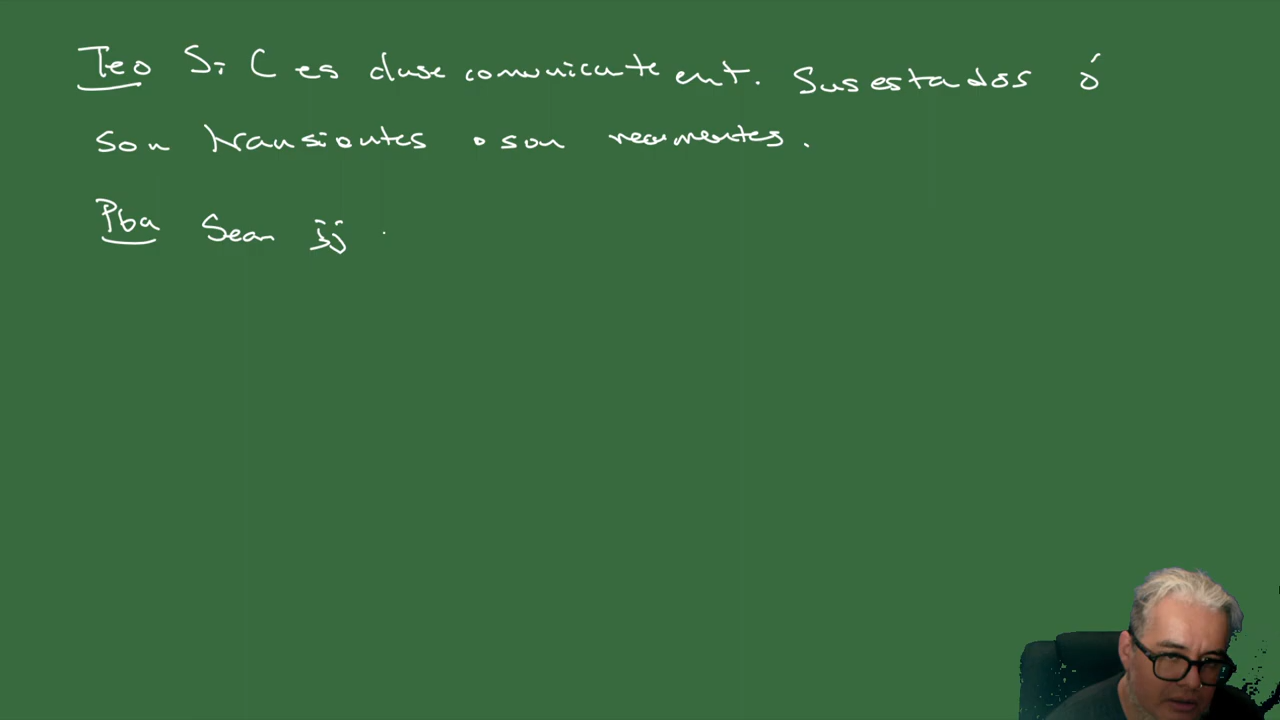 Teo Si C es clase comunicante ent. Sus estados ó
son transientes o son recurrentes.
Pba Sean i,j